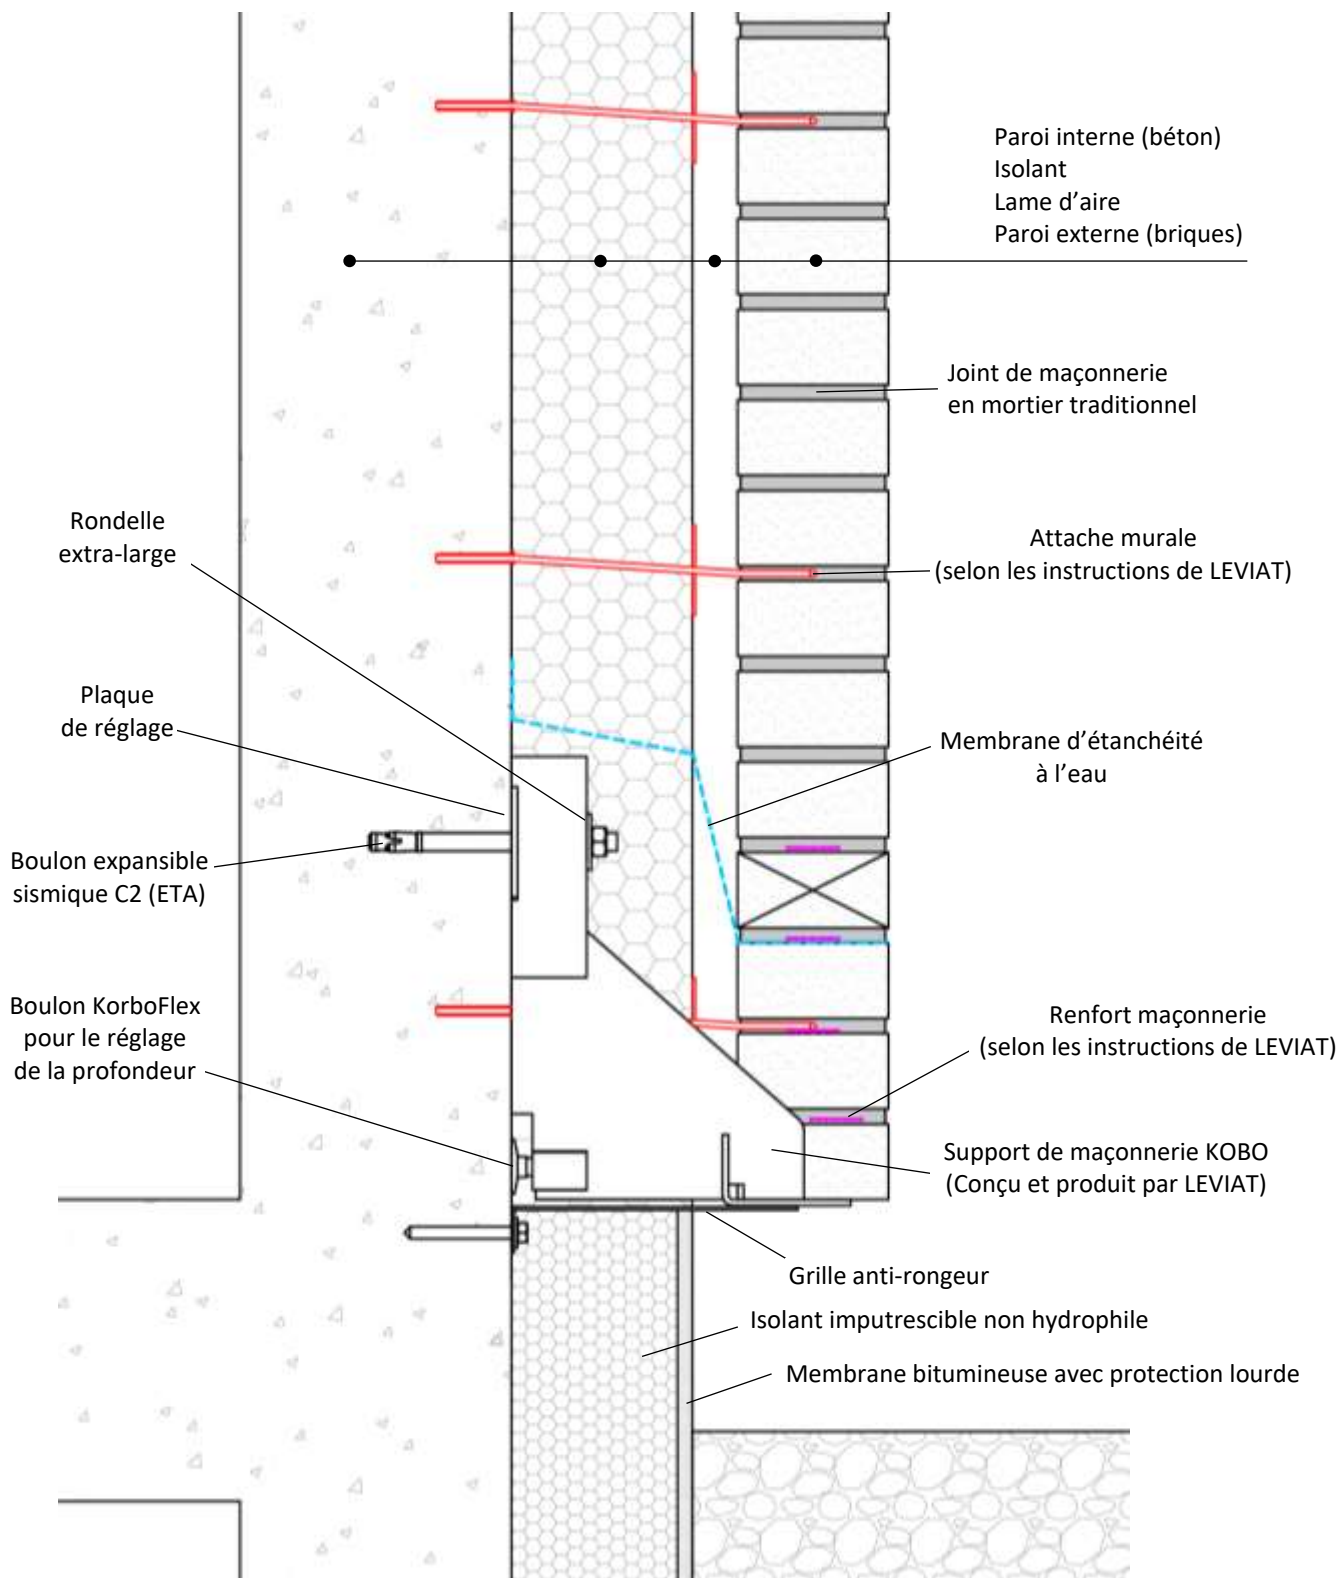 Paroi interne (béton)
Isolant
Lame d’aire
Paroi externe (briques)
Joint de maçonnerie
en mortier traditionnel
Rondelle
extra-large
Attache murale
(selon les instructions de LEVIAT)
Plaque
de réglage
Membrane d’étanchéité
à l’eau
Boulon expansible
sismique C2 (ETA)
Boulon KorboFlex
pour le réglage
de la profondeur
Renfort maçonnerie
(selon les instructions de LEVIAT)
Support de maçonnerie KOBO
(Conçu et produit par LEVIAT)
Grille anti-rongeur
Isolant imputrescible non hydrophile
Membrane bitumineuse avec protection lourde